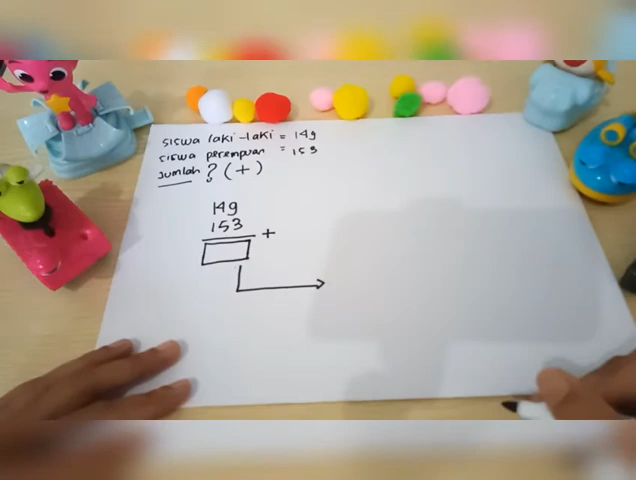 siswa laki-laki = 149
siswa perempuan = 153
Jumlah ? (+)
149
153
+